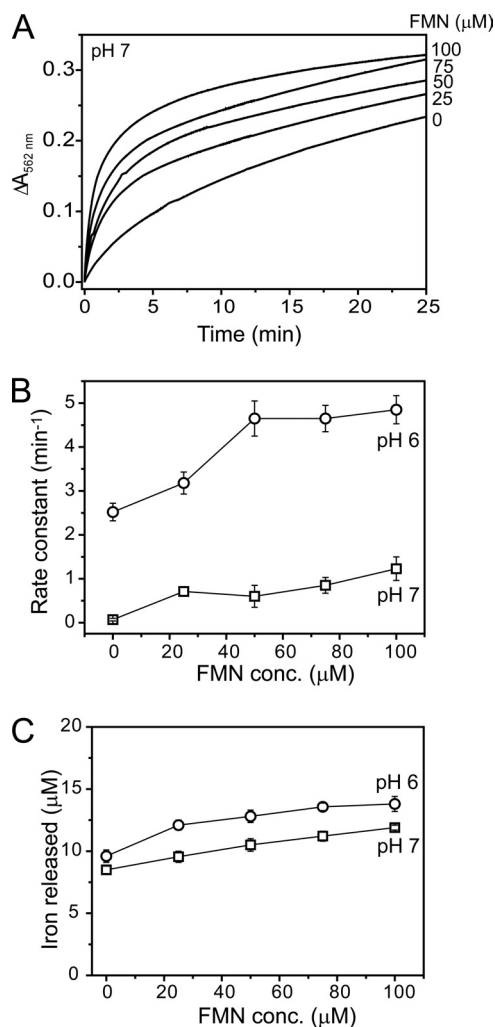 A
pH 7
FMN (μM)
100
75
50
25
0
0.3
0.2
0.1
0.0
ΔA562 nm
0 5 10 15 20 25
Time (min)
B
5
4
3
2
1
0
Rate constant (min-1)
pH 6
pH 7
0 20 40 60 80 100
FMN conc. (μM)
C
20
15
10
5
0
Iron released (μM)
pH 6
pH 7
0 20 40 60 80 100
FMN conc. (μM)